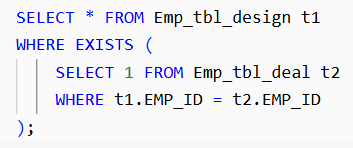 SELECT * FROM Emp_tbl_design t1
WHERE EXISTS (
    SELECT 1 FROM Emp_tbl_deal t2
    WHERE t1.EMP_ID = t2.EMP_ID
);